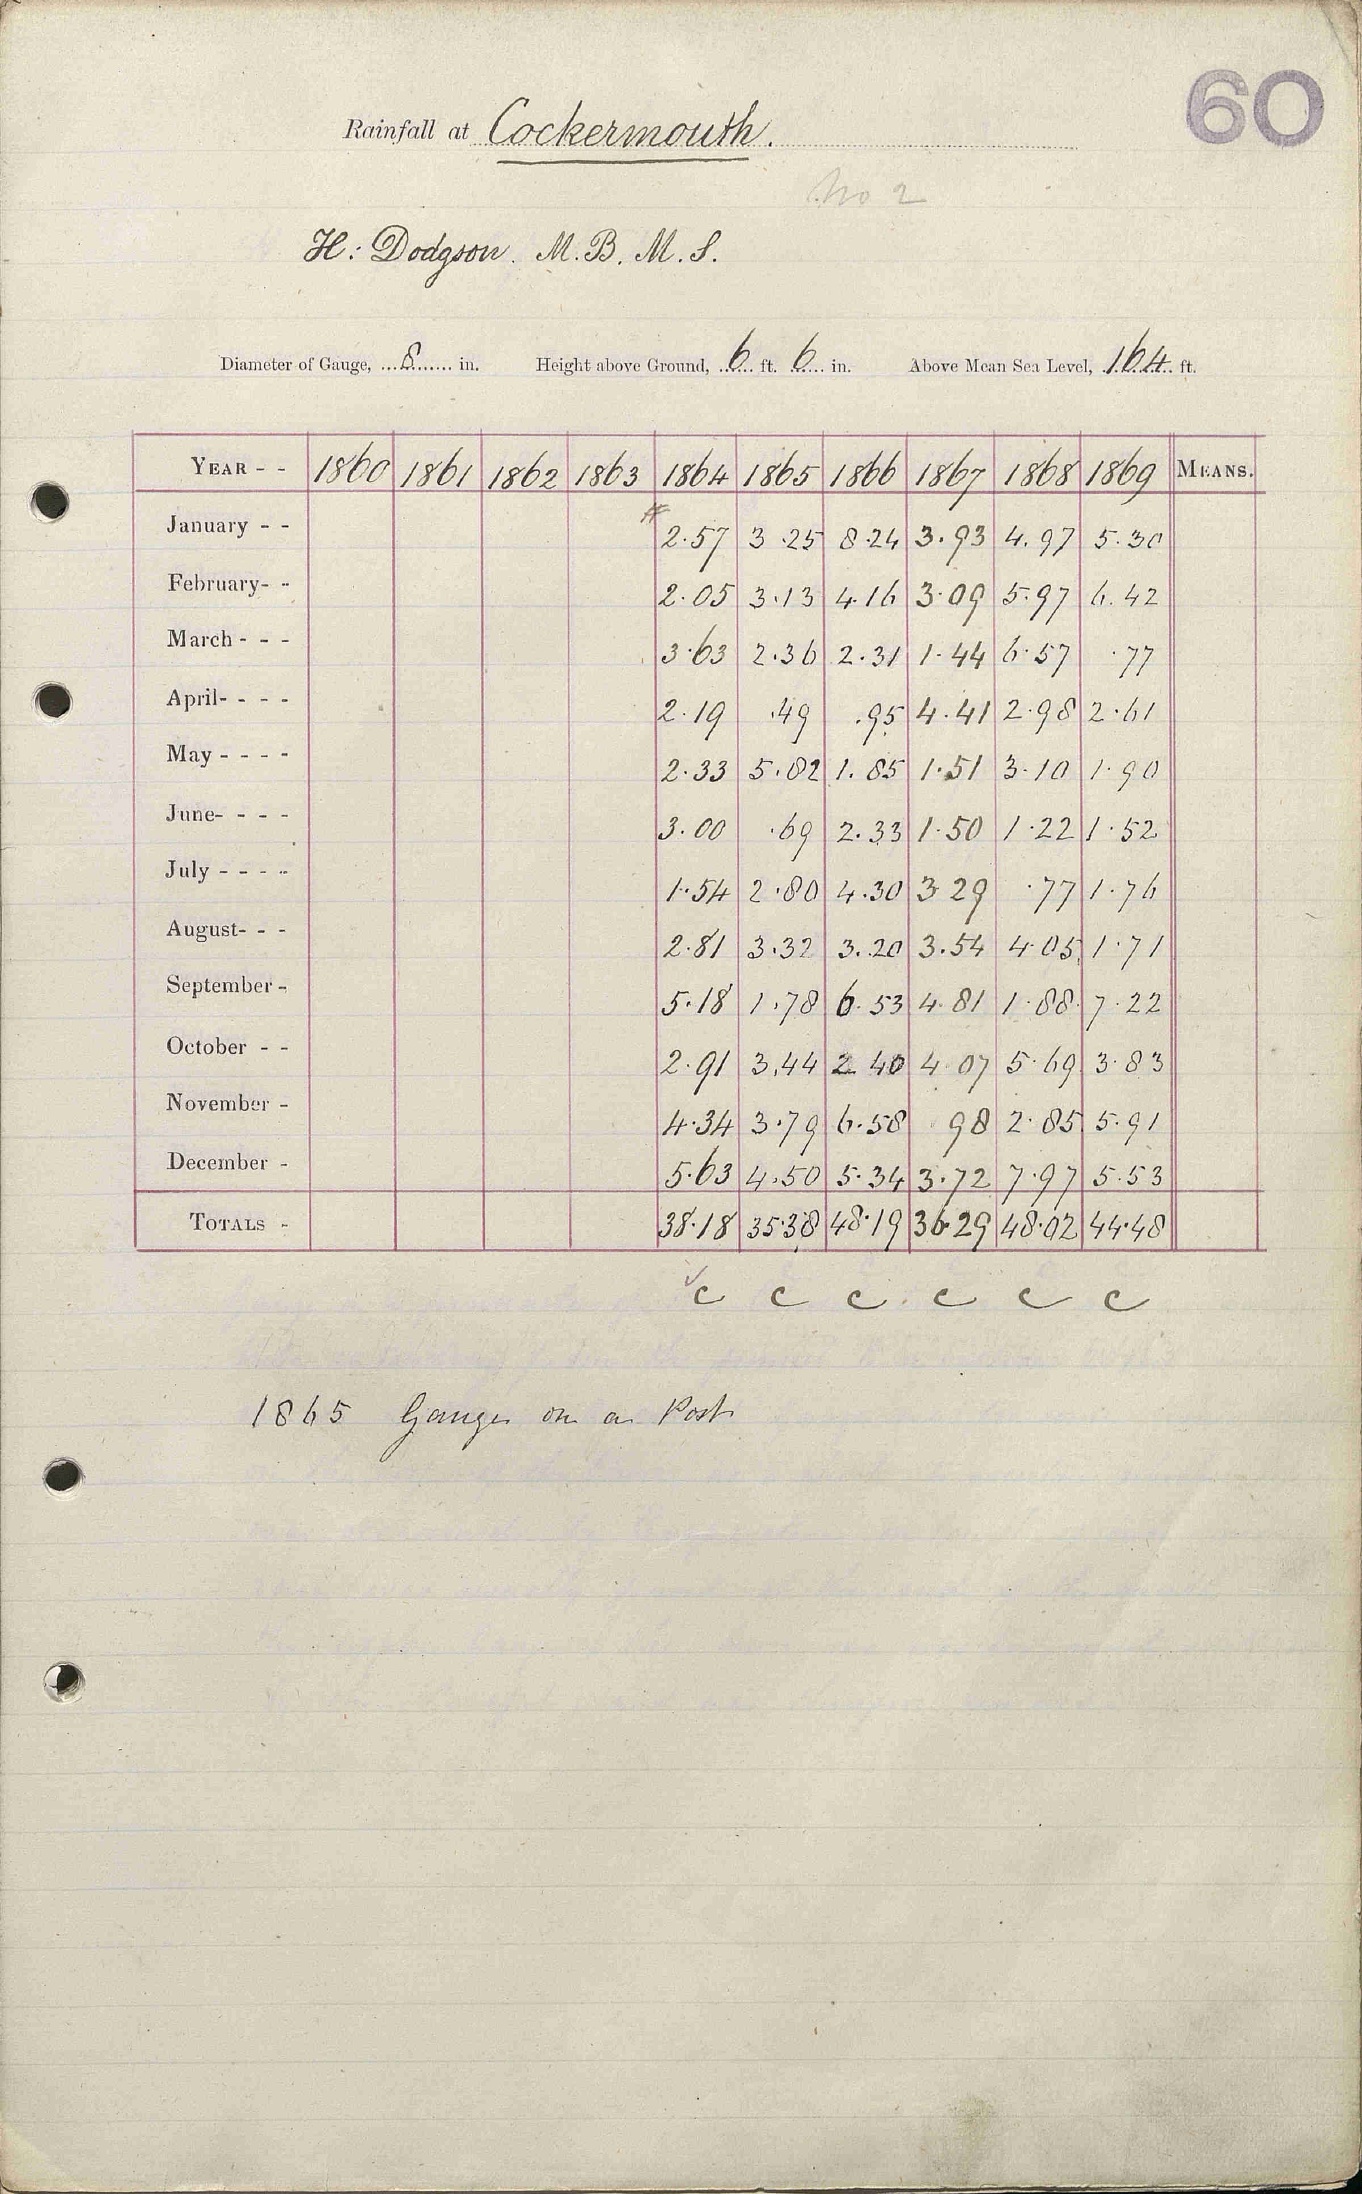 60
Rainfall at Cockermouth.
No 2
H: Dodgson. M.B. M.S.
Diameter of Gauge, 8 in. Height above Ground, 6 ft. 6 in. Above Mean Sea Level, 164 ft.
YEAR - - 1860 1861 1862 1863 1864 1865 1866 1867 1868 1869 MEANS.
January - - 2.57 3.25 8.24 3.93 4.97 5.30
February- - 2.05 3.13 4.16 3.09 5.97 6.42
March - - - 3.63 2.36 2.31 1.44 6.57 .77
April- - - - 2.19 .49 .95 4.41 2.98 2.61
May - - - - 2.33 5.82 1.85 1.51 3.10 1.90
June- - - - 3.00 .69 2.33 1.50 1.22 1.52
July - - - - 1.54 2.80 4.30 3 29 .77 1.76
August- - - 2.81 3.32 3.20 3.54 4.05 1.71
September - 5.18 1.78 6.53 4.81 1.88 7.22
October - - 2.91 3.44 2.40 4.07 5.69 3.83
November - 4.34 3.79 6.58 .98 2.85 5.91
December - 5.63 4.50 5.34 3.72 7.97 5.53
TOTALS - 38.18 35.38 48.19 36.29 48.02 44.48
c c c c c c
1865 Gauge on a Post